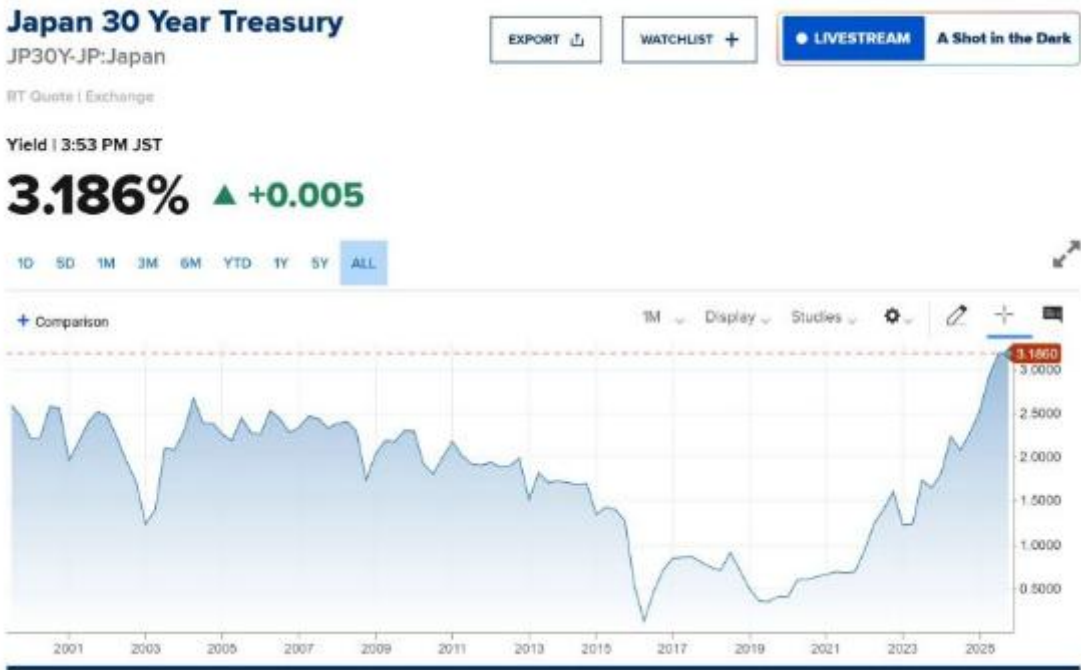 Japan 30 Year Treasury
JP30Y-JP:Japan
RT Quote | Exchange
EXPORT
WATCHLIST +
LIVESTREAM
A Shot in the Dark
Yield | 3:53 PM JST
3.186% ▲ +0.005
1D 5D 1M 3M 6M YTD 1Y 5Y ALL
+ Comparison
1M Display Studies
3.1860
3.0000
2.5000
2.0000
1.5000
1.0000
0.5000
2001 2003 2005 2007 2009 2011 2013 2015 2017 2019 2021 2023 2025